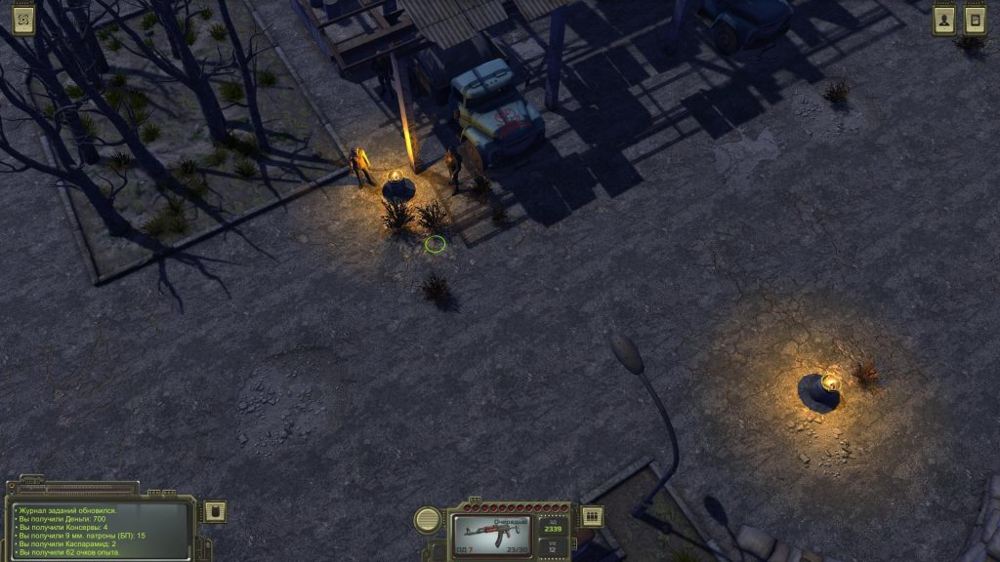 • Журнал заданий обновился.
• Вы получили Деньги: 700
• Вы получили Консервы: 4
• Вы получили 9 мм. патроны (БП): 15
• Вы получили Каспарамид: 2
• Вы получили 62 очков опыта.
Очередью
ОД 7
23/30
ЗД
2339
УК
12